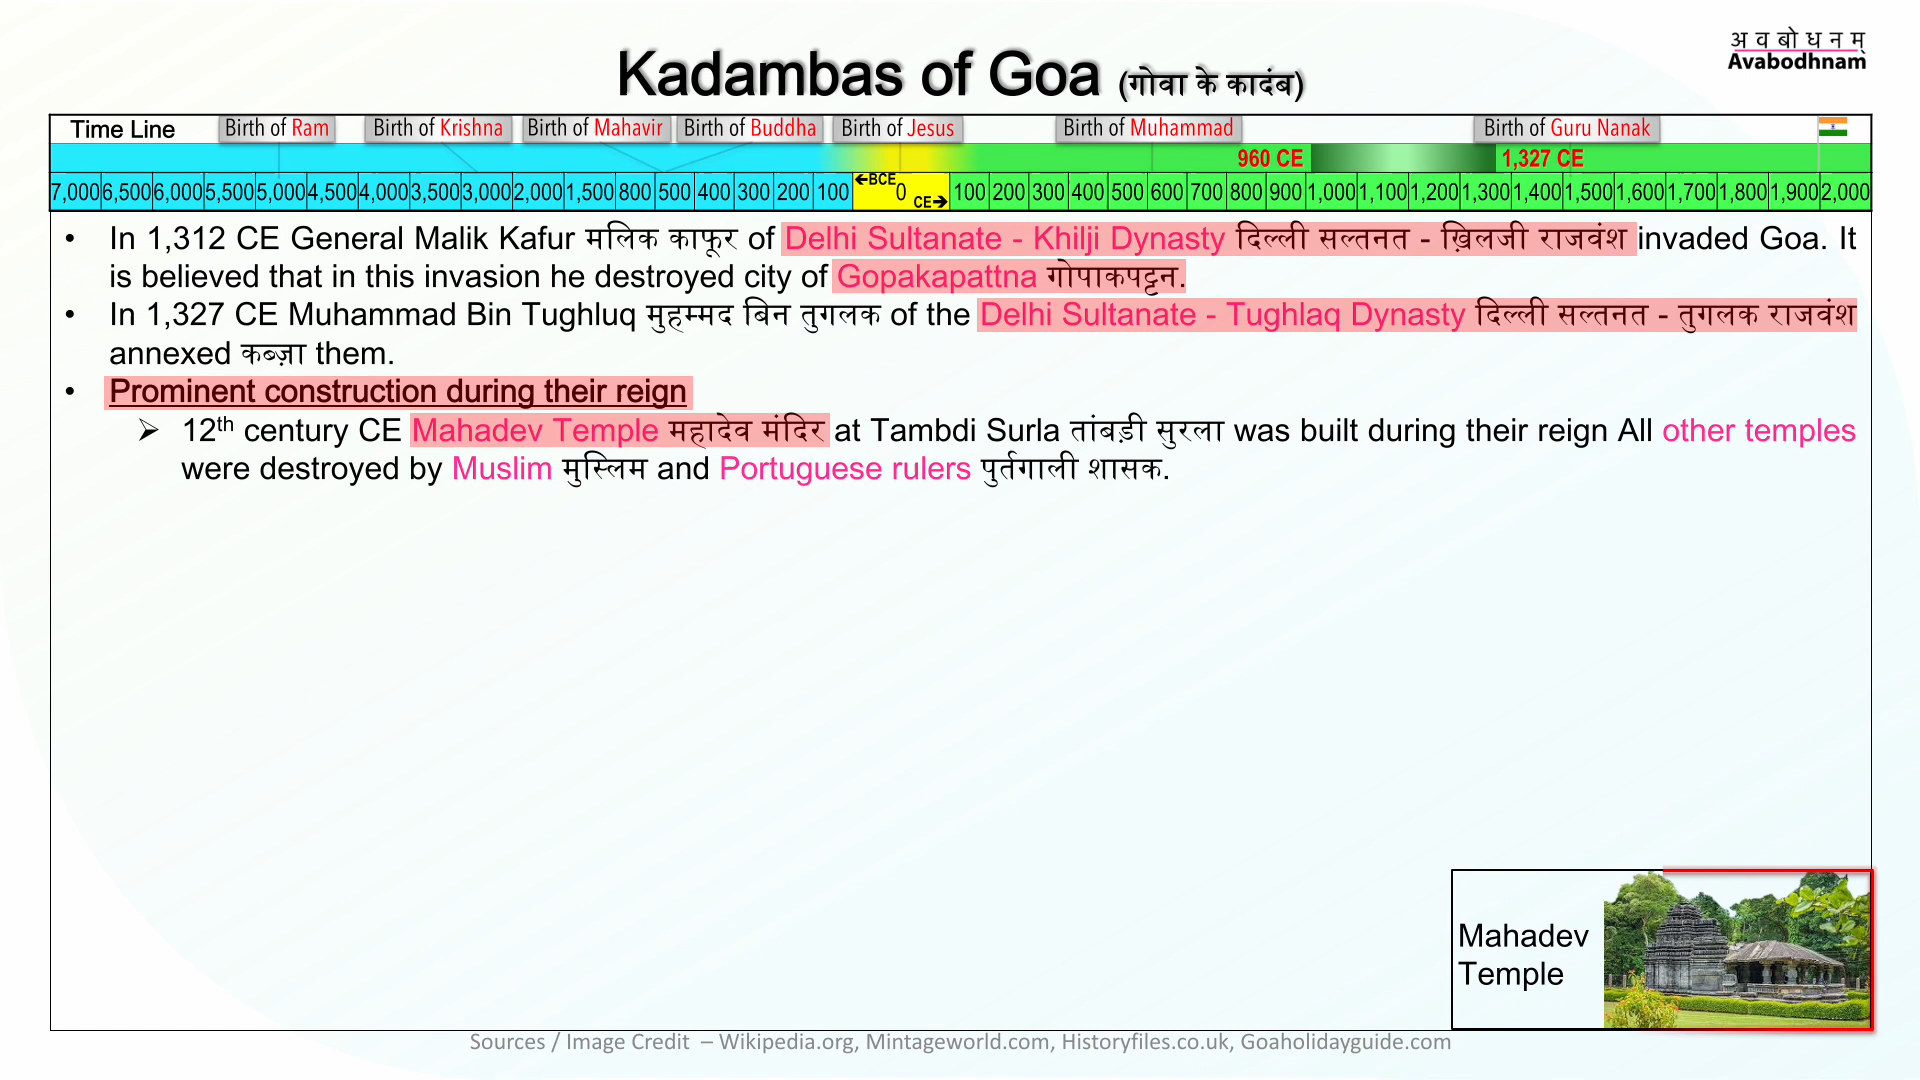 अ व बो ध न म्
Avabodhnam
Kadambas of Goa (गोवा के कादंब)
Time Line Birth of Ram Birth of Krishna Birth of Mahavir Birth of Buddha Birth of Jesus Birth of Muhammad Birth of Guru Nanak
960 CE 1,327 CE
7,000 6,500 6,000 5,500 5,000 4,500 4,000 3,500 3,000 2,000 1,500 800 500 400 300 200 100 ←BCE 0 CE→ 100 200 300 400 500 600 700 800 900 1,000 1,100 1,200 1,300 1,400 1,500 1,600 1,700 1,800 1,900 2,000
• In 1,312 CE General Malik Kafur मलिक काफूर of Delhi Sultanate - Khilji Dynasty दिल्ली सल्तनत - ख़िलजी राजवंश invaded Goa. It
is believed that in this invasion he destroyed city of Gopakapattna गोपाकपट्टन.
• In 1,327 CE Muhammad Bin Tughluq मुहम्मद बिन तुगलक of the Delhi Sultanate - Tughlaq Dynasty दिल्ली सल्तनत - तुगलक राजवंश
annexed कब्ज़ा them.
• Prominent construction during their reign
➢ 12th century CE Mahadev Temple महादेव मंदिर at Tambdi Surla तांबड़ी सुरला was built during their reign All other temples
were destroyed by Muslim मुस्लिम and Portuguese rulers पुर्तगाली शासक.
Mahadev
Temple
Sources / Image Credit – Wikipedia.org, Mintageworld.com, Historyfiles.co.uk, Goaholidayguide.com